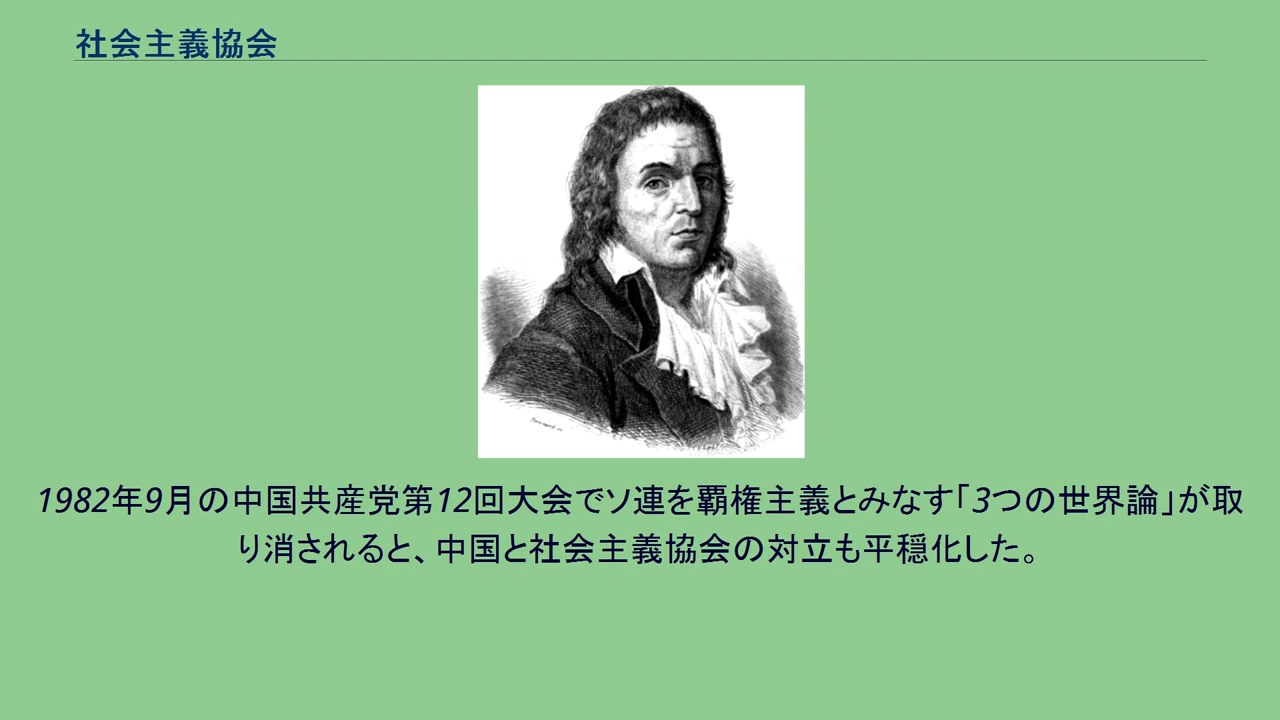 社会主義協会
1982年9月の中国共産党第12回大会でソ連を覇権主義とみなす「3つの世界論」が取
り消されると、中国と社会主義協会の対立も平穏化した。